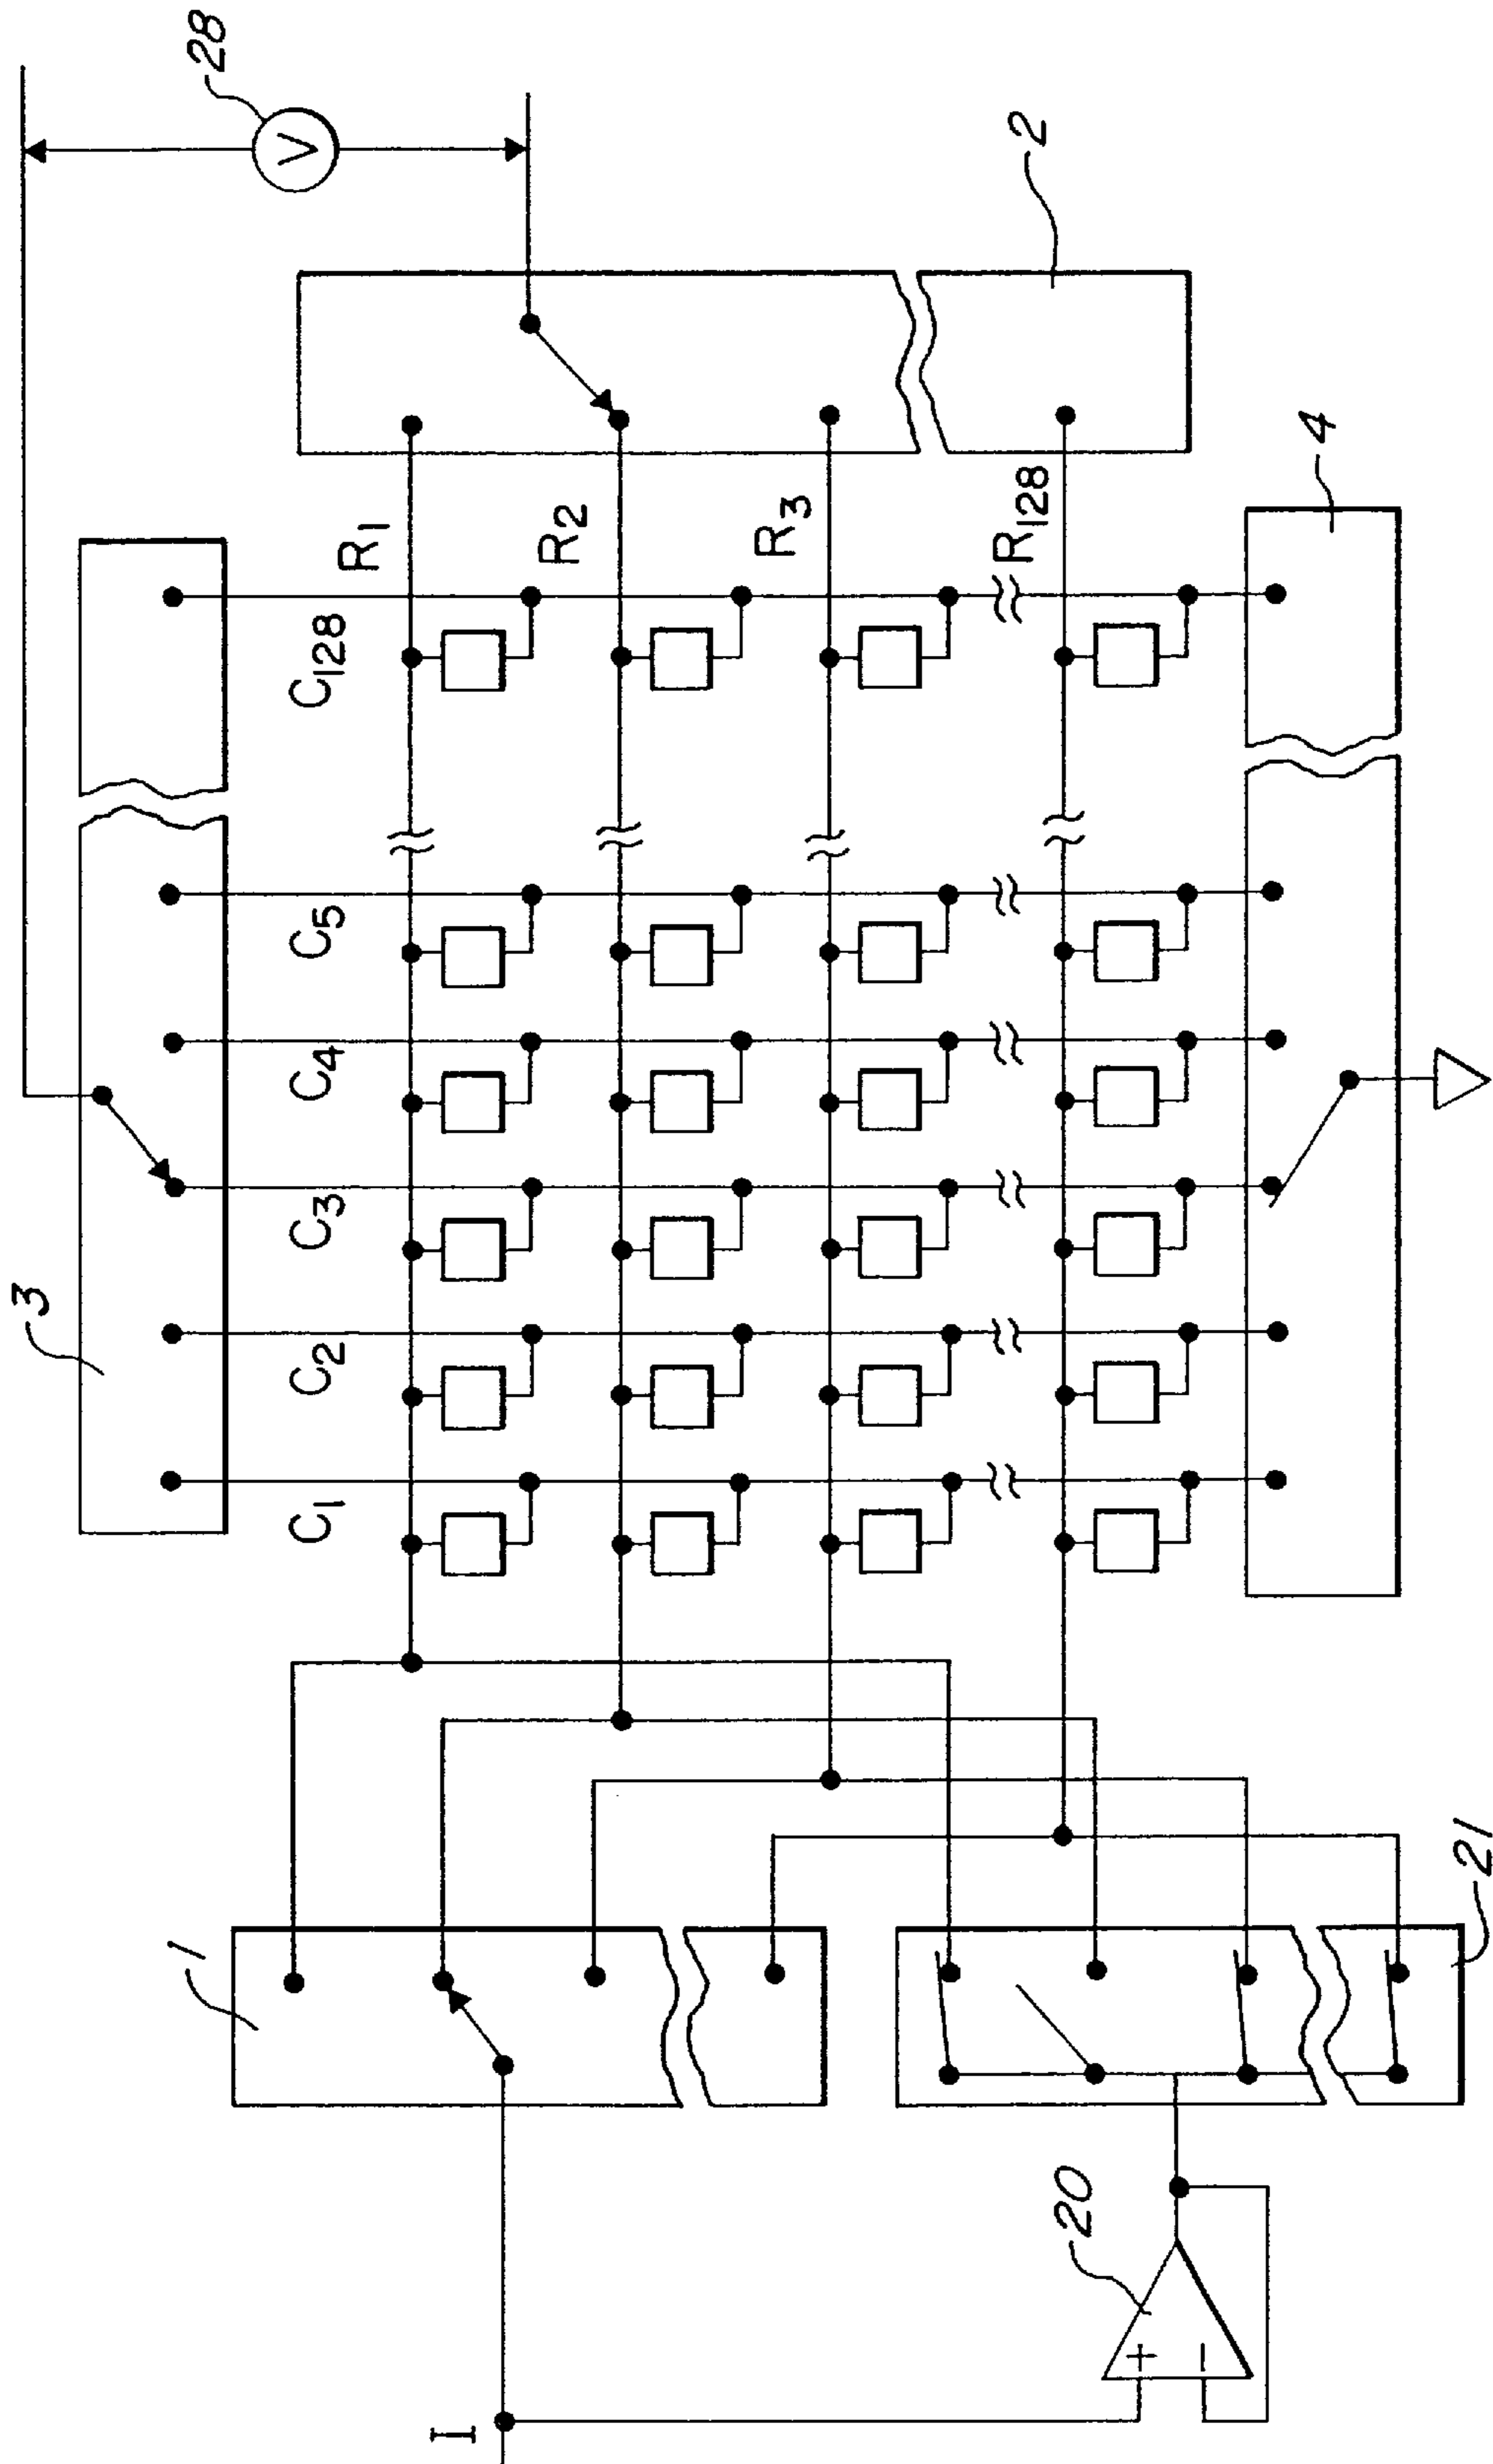 28
V
3
2
C₁
C₂
C₃
C₄
C₅
C₁₂₈
R₁
R₂
R₃
R₁₂₈
4
1
21
20
+
−
I